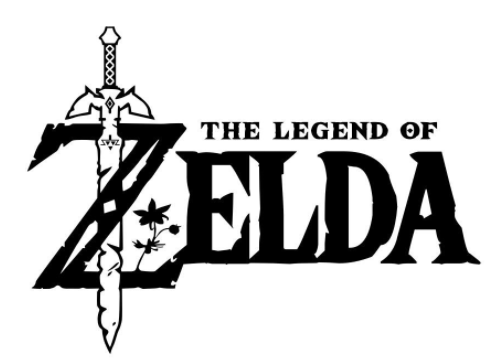 THE LEGEND OF
ZELDA